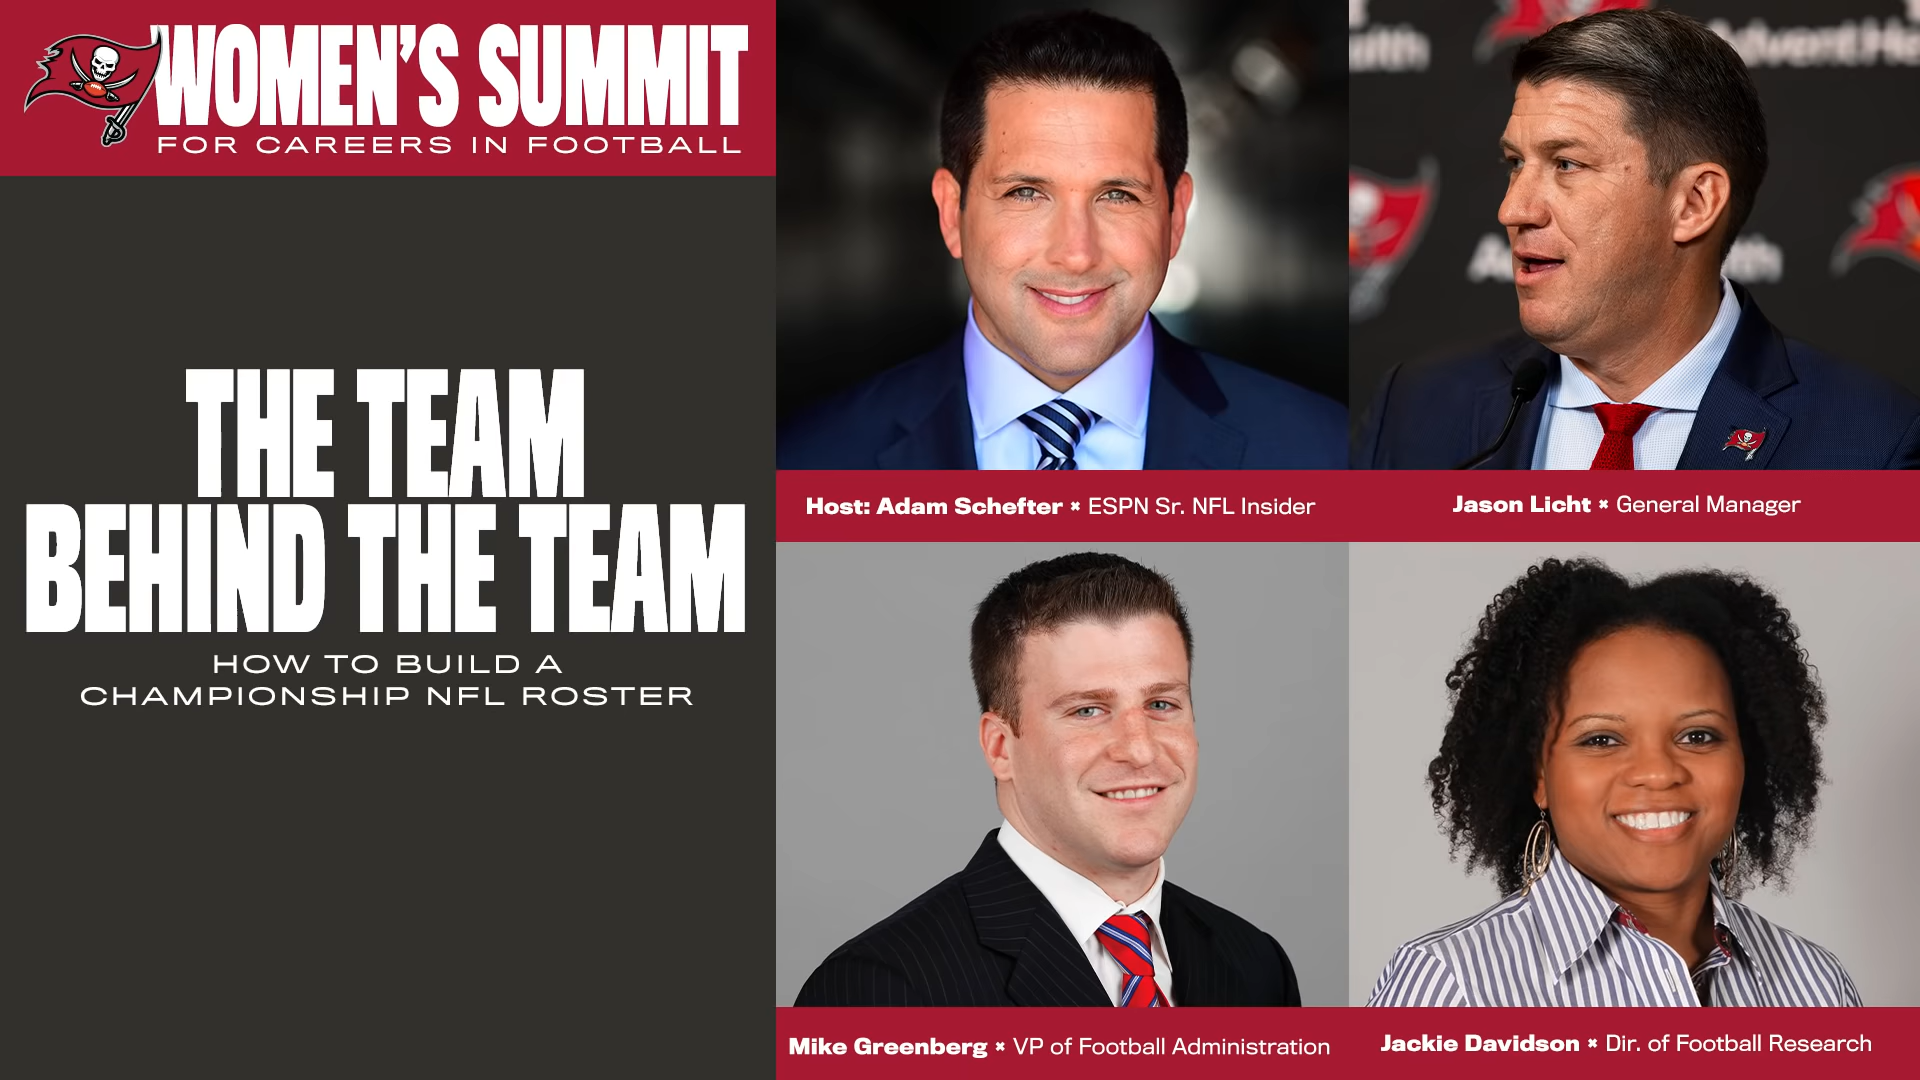 WOMEN'S SUMMIT
FOR CAREERS IN FOOTBALL
THE TEAM
BEHIND THE TEAM
HOW TO BUILD A
CHAMPIONSHIP NFL ROSTER
Host: Adam Schefter × ESPN Sr. NFL Insider
Jason Licht × General Manager
Mike Greenberg × VP of Football Administration
Jackie Davidson × Dir. of Football Research